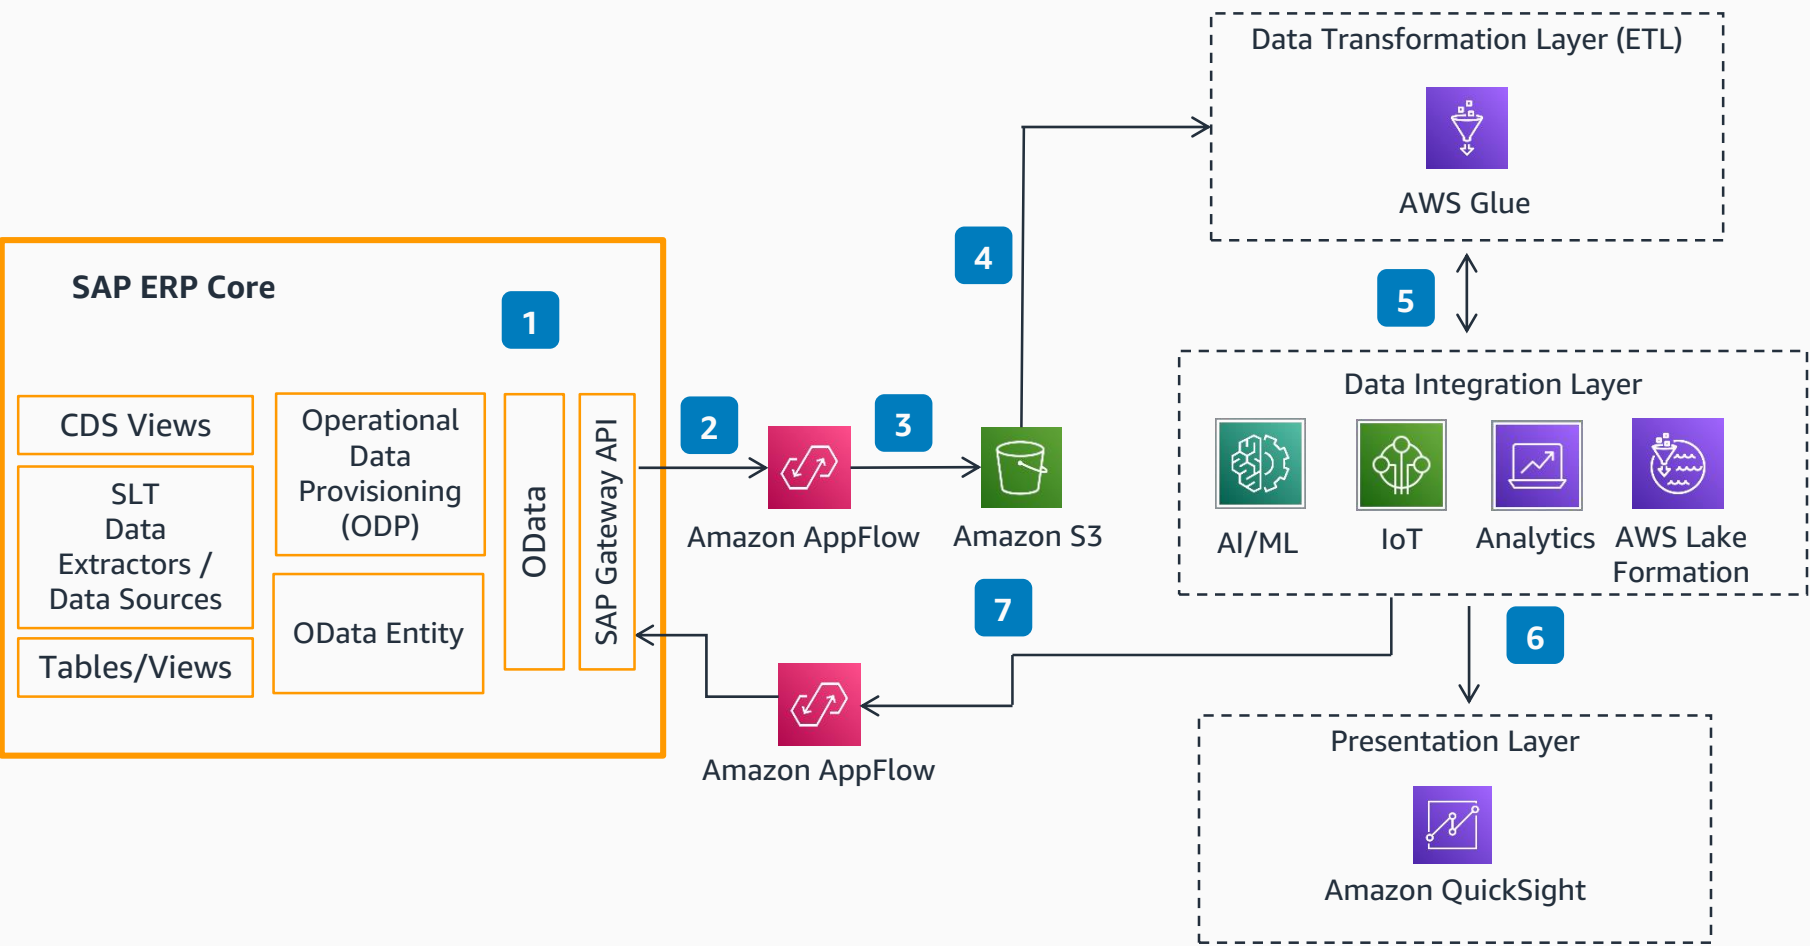 Data Transformation Layer (ETL)
AWS Glue
4
5
SAP ERP Core
1
CDS Views
SLT
Data
Extractors /
Data Sources
Tables/Views
Operational
Data
Provisioning
(ODP)
OData Entity
OData
SAP Gateway API
2
Amazon AppFlow
3
Amazon S3
Data Integration Layer
AI/ML
IoT
Analytics
AWS Lake
Formation
7
Amazon AppFlow
6
Presentation Layer
Amazon QuickSight